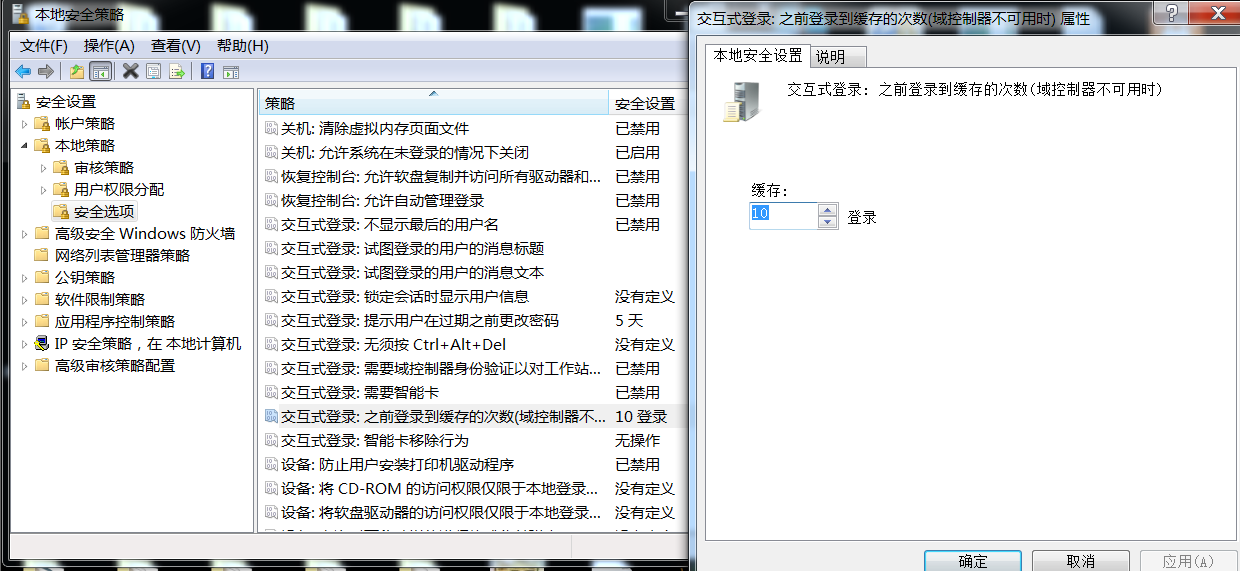 本地安全策略
文件(F) 操作(A) 查看(V) 帮助(H)
安全设置
帐户策略
本地策略
审核策略
用户权限分配
安全选项
高级安全 Windows 防火墙
网络列表管理器策略
公钥策略
软件限制策略
应用程序控制策略
IP 安全策略，在 本地计算机
高级审核策略配置
策略 安全设置
关机: 清除虚拟内存页面文件 已禁用
关机: 允许系统在未登录的情况下关闭 已启用
恢复控制台: 允许软盘复制并访问所有驱动器和... 已禁用
恢复控制台: 允许自动管理登录 已禁用
交互式登录: 不显示最后的用户名 已禁用
交互式登录: 试图登录的用户的消息标题
交互式登录: 试图登录的用户的消息文本
交互式登录: 锁定会话时显示用户信息 没有定义
交互式登录: 提示用户在过期之前更改密码 5 天
交互式登录: 无须按 Ctrl+Alt+Del 没有定义
交互式登录: 需要域控制器身份验证以对工作站... 已禁用
交互式登录: 需要智能卡 已禁用
交互式登录: 之前登录到缓存的次数(域控制器不... 10 登录
交互式登录: 智能卡移除行为 无操作
设备: 防止用户安装打印机驱动程序 已禁用
设备: 将 CD-ROM 的访问权限仅限于本地登录... 没有定义
设备: 将软盘驱动器的访问权限仅限于本地登录... 没有定义
交互式登录: 之前登录到缓存的次数(域控制器不可用时) 属性
本地安全设置 说明
交互式登录: 之前登录到缓存的次数(域控制器不可用时)
缓存:
10 登录
确定 取消 应用(A)